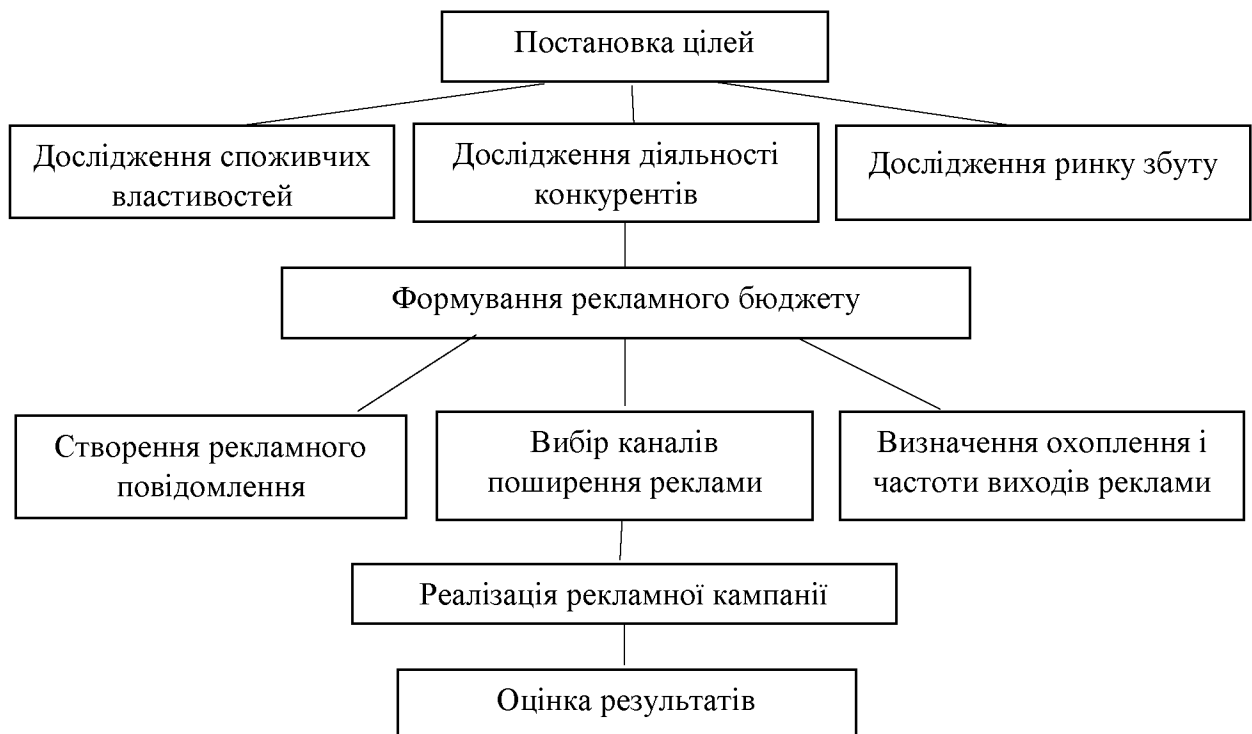 Постановка цілей
Дослідження споживчих
властивостей
Дослідження діяльності
конкурентів
Дослідження ринку збуту
Формування рекламного бюджету
Створення рекламного
повідомлення
Вибір каналів
поширення реклами
Визначення охоплення і
частоти виходів реклами
Реалізація рекламної кампанії
Оцінка результатів